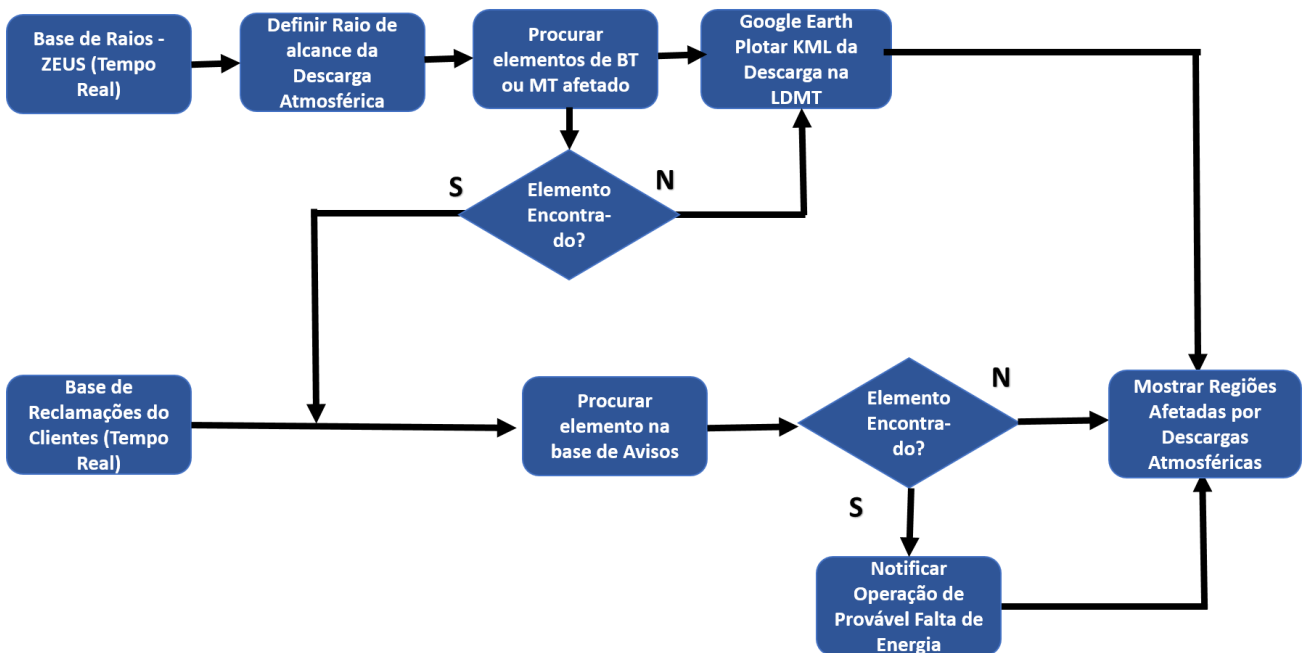 Base de Raios -
ZEUS (Tempo
Real)
Definir Raio de
alcance da
Descarga
Atmosférica
Procurar
elementos de BT
ou MT afetado
Google Earth
Plotar KML da
Descarga na
LDMT
S
Elemento
Encontra-
do?
N
Base de
Reclamações do
Clientes (Tempo
Real)
Procurar
elemento na
base de Avisos
Elemento
Encontra-
do?
N
Mostrar Regiões
Afetadas por
Descargas
Atmosféricas
S
Notificar
Operação de
Provável Falta de
Energia